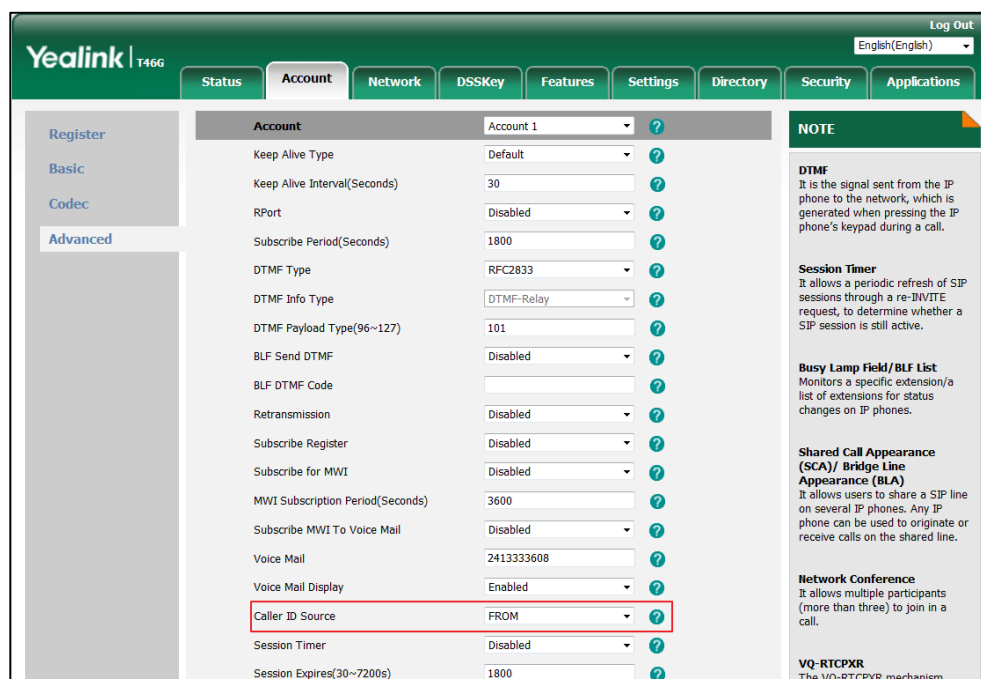 Log Out
Yealink | T46G
English(English)
Status Account Network DSSKey Features Settings Directory Security Applications
Register
Basic
Codec
Advanced
Account Account 1 ?
Keep Alive Type Default ?
Keep Alive Interval(Seconds) 30 ?
RPort Disabled ?
Subscribe Period(Seconds) 1800 ?
DTMF Type RFC2833 ?
DTMF Info Type DTMF-Relay ?
DTMF Payload Type(96~127) 101 ?
BLF Send DTMF Disabled ?
BLF DTMF Code ?
Retransmission Disabled ?
Subscribe Register Disabled ?
Subscribe for MWI Disabled ?
MWI Subscription Period(Seconds) 3600 ?
Subscribe MWI To Voice Mail Disabled ?
Voice Mail 2413333608 ?
Voice Mail Display Enabled ?
Caller ID Source FROM ?
Session Timer Disabled ?
Session Expires(30~7200s) 1800 ?
NOTE
DTMF
It is the signal sent from the IP
phone to the network, which is
generated when pressing the IP
phone's keypad during a call.
Session Timer
It allows a periodic refresh of SIP
sessions through a re-INVITE
request, to determine whether a
SIP session is still active.
Busy Lamp Field/BLF List
Monitors a specific extension/a
list of extensions for status
changes on IP phones.
Shared Call Appearance
(SCA)/ Bridge Line
Appearance (BLA)
It allows users to share a SIP line
on several IP phones. Any IP
phone can be used to originate or
receive calls on the shared line.
Network Conference
It allows multiple participants
(more than three) to join in a
call.
VQ-RTCPXR
The VQ-RTCPXR mechanism